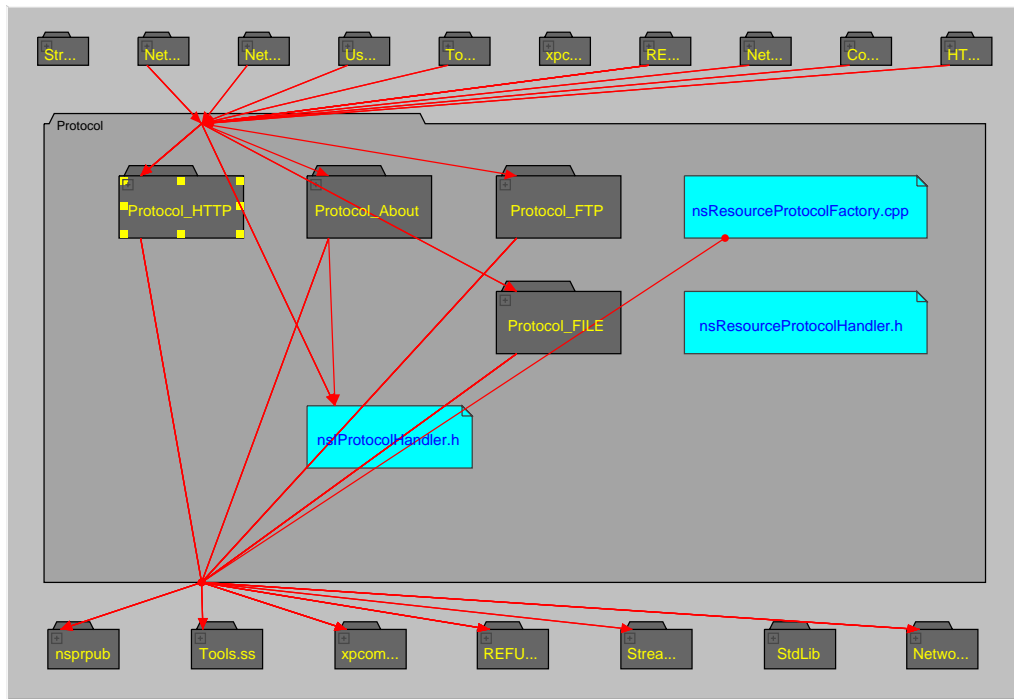 Str...
Net...
Net...
Us...
To...
xpc...
RE...
Net...
Co...
HT...
Protocol
Protocol_HTTP
Protocol_About
Protocol_FTP
nsResourceProtocolFactory.cpp
Protocol_FILE
nsResourceProtocolHandler.h
nsIProtocolHandler.h
nsprpub
Tools.ss
xpcom...
REFU...
Strea...
StdLib
Netwo...